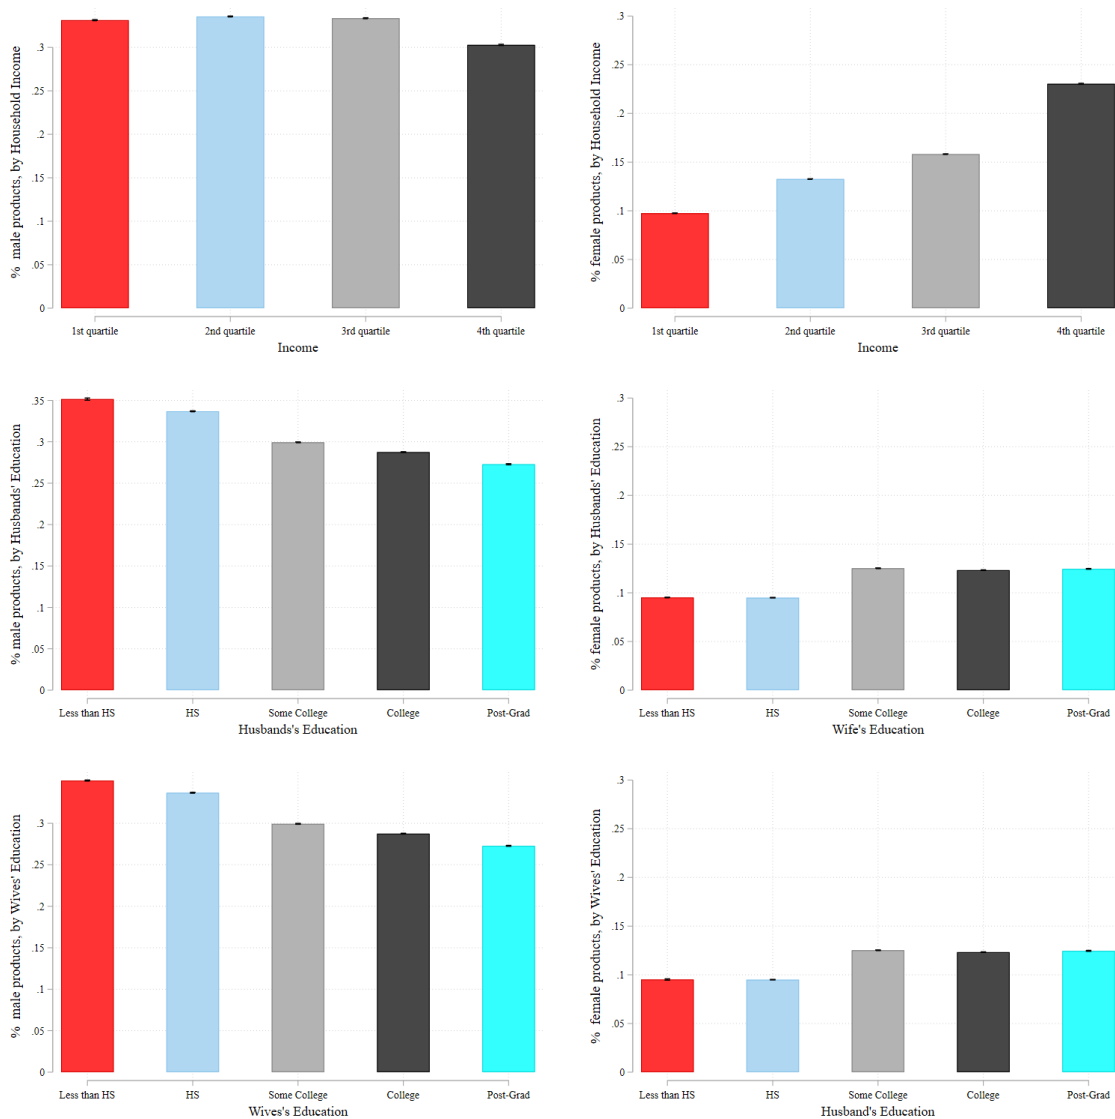 % male products, by Household Income
.3
.25
.2
.15
.1
.05
0
1st quartile 2nd quartile 3rd quartile 4th quartile
Income
% female products, by Household Income
.3
.25
.2
.15
.1
.05
0
1st quartile 2nd quartile 3rd quartile 4th quartile
Income
% male products, by Husbands' Education
.35
.3
.25
.2
.15
.1
.05
0
Less than HS HS Some College College Post-Grad
Husbands's Education
% female products, by Husbands' Education
.3
.25
.2
.15
.1
.05
0
Less than HS HS Some College College Post-Grad
Wife's Education
% male products, by Wives' Education
.3
.25
.2
.15
.1
.05
0
Less than HS HS Some College College Post-Grad
Wives's Education
% female products, by Wives' Education
.3
.25
.2
.15
.1
.05
0
Less than HS HS Some College College Post-Grad
Husband's Education